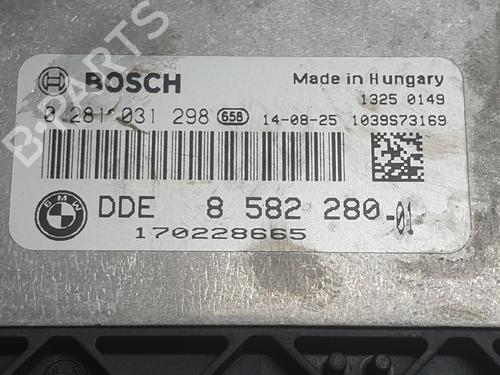 BOSCH
Made in Hungary
1325 0149
0 281 031 298 658 14-08-25 1039S73169
BMW
DDE 8 582 280-01
170228665
B-PARTS